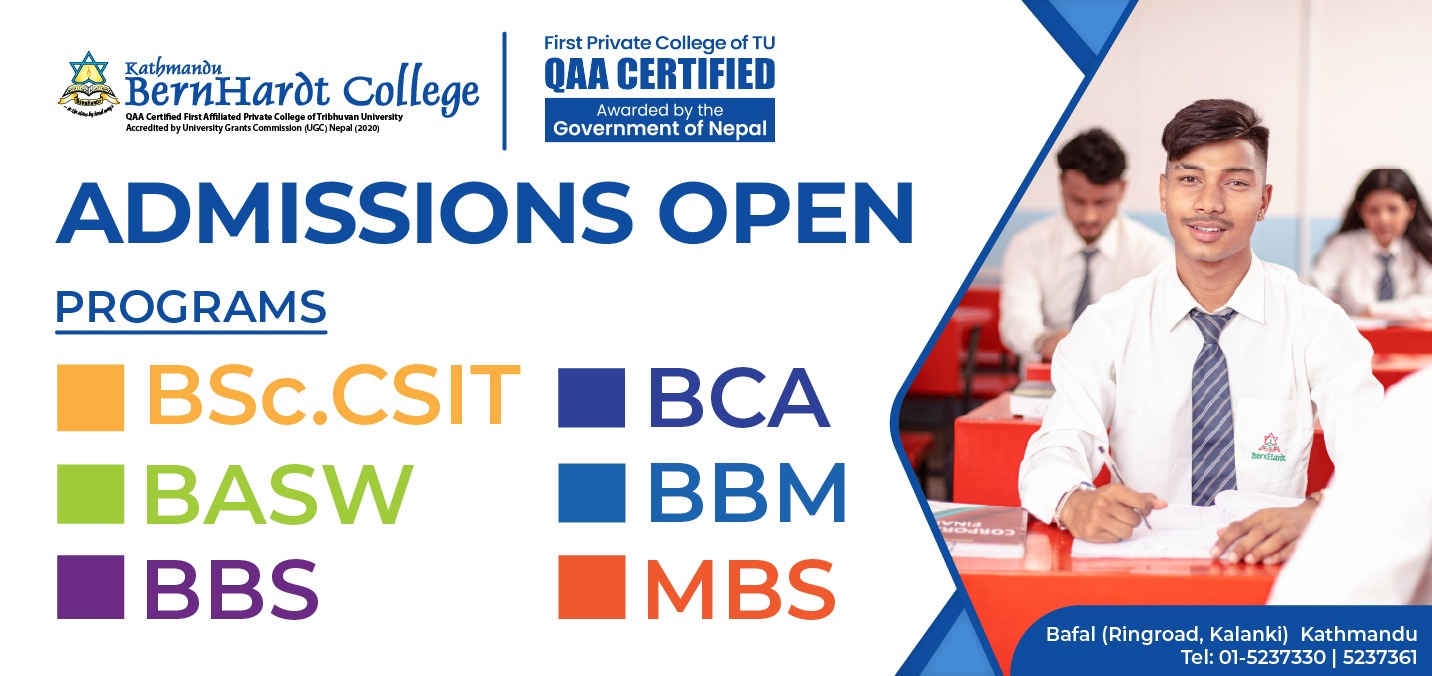 Kathmandu
BernHardt College
QAA Certified First Affiliated Private College of Tribhuvan University
Accredited by University Grants Commission (UGC) Nepal (2020)
First Private College of TU
QAA CERTIFIED
Awarded by the
Government of Nepal
ADMISSIONS OPEN
PROGRAMS
BSc.CSIT
BCA
BASW
BBM
BBS
MBS
BernHardt
Bafal (Ringroad, Kalanki) Kathmandu
Tel: 01-5237330 | 5237361